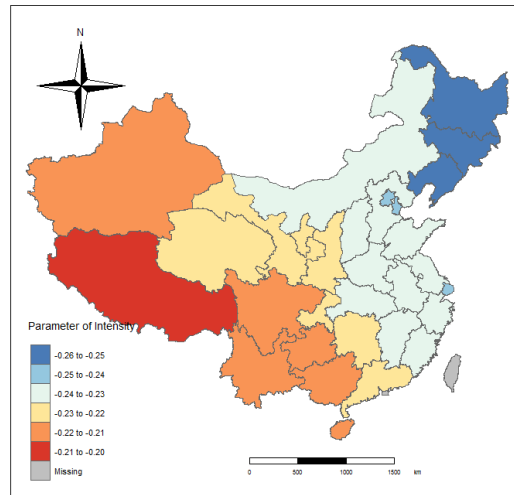 N
Parameter of Intensity
-0.26 to -0.25
-0.25 to -0.24
-0.24 to -0.23
-0.23 to -0.22
-0.22 to -0.21
-0.21 to -0.20
Missing
0 500 1000 1500
km